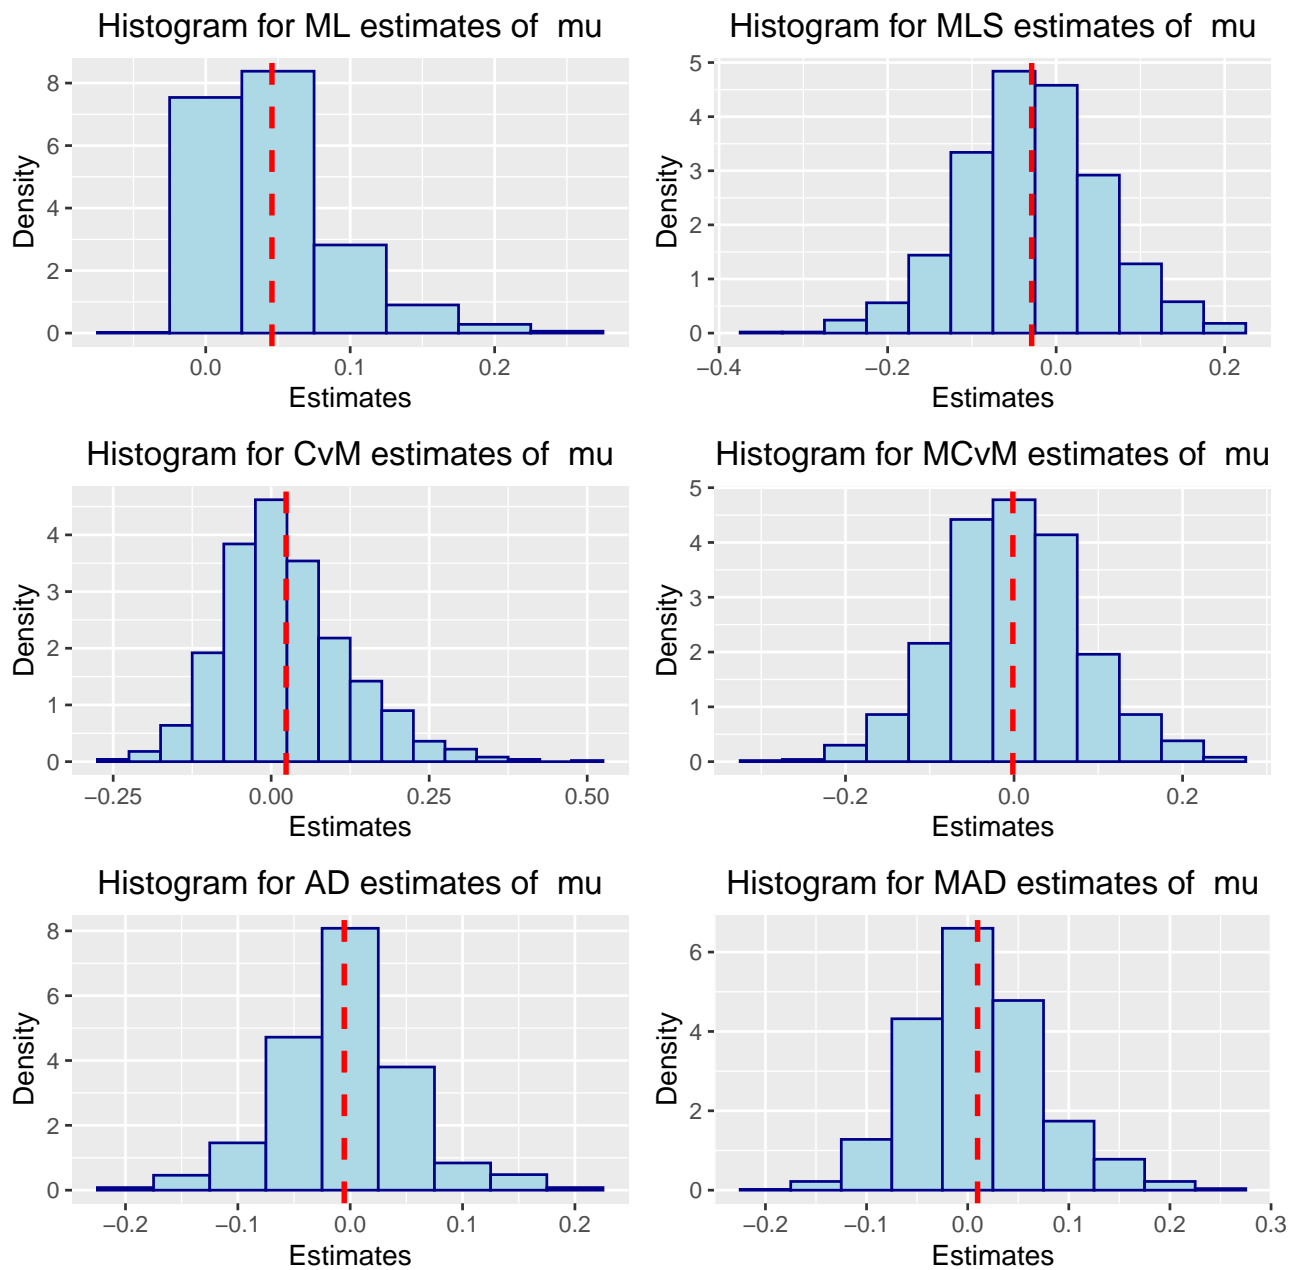 Histogram for ML estimates of  mu
Density
8
6
4
2
0
0.0 0.1 0.2
Estimates
Histogram for MLS estimates of  mu
Density
5
4
3
2
1
0
−0.4 −0.2 0.0 0.2
Estimates
Histogram for CvM estimates of  mu
Density
4
3
2
1
0
−0.25 0.00 0.25 0.50
Estimates
Histogram for MCvM estimates of  mu
Density
5
4
3
2
1
0
−0.2 0.0 0.2
Estimates
Histogram for AD estimates of  mu
Density
8
6
4
2
0
−0.2 −0.1 0.0 0.1 0.2
Estimates
Histogram for MAD estimates of  mu
Density
6
4
2
0
−0.2 −0.1 0.0 0.1 0.2 0.3
Estimates